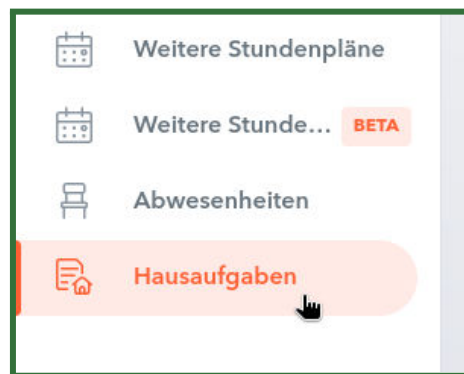 Weitere Stundenpläne
Weitere Stunde... BETA
Abwesenheiten
Hausaufgaben